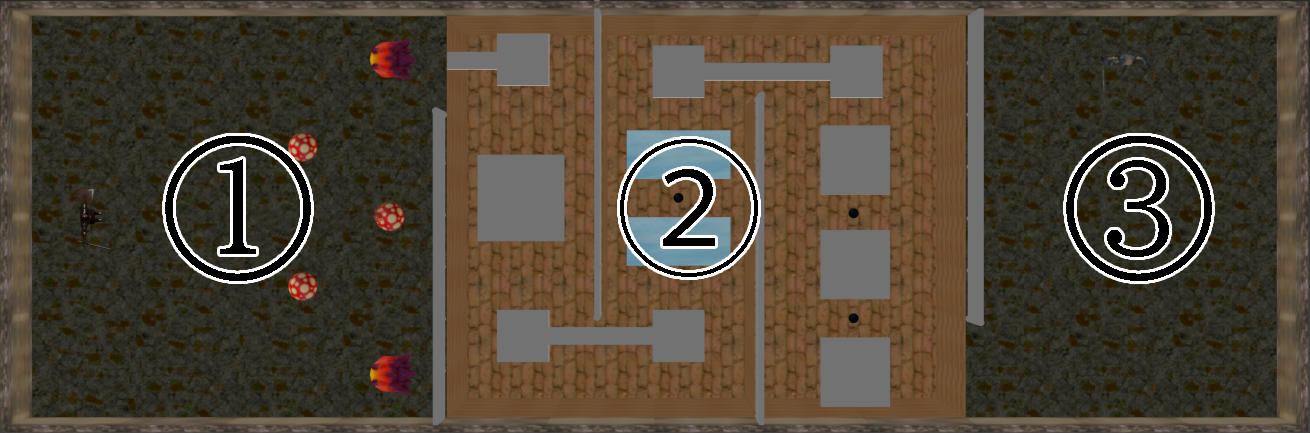 ①
②
③